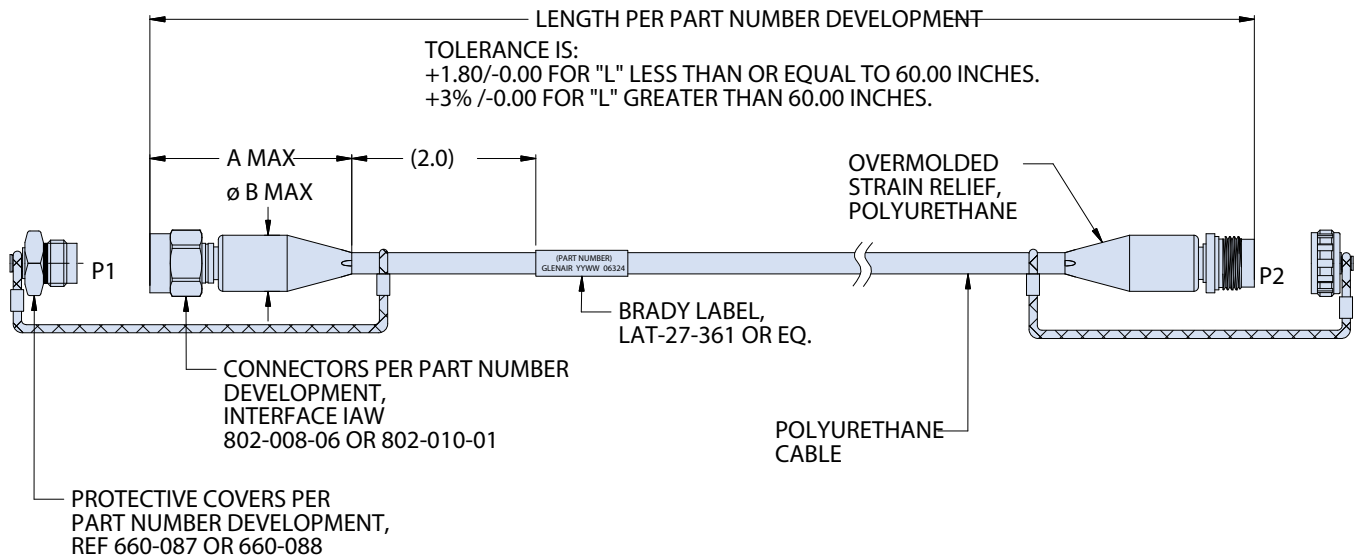 LENGTH PER PART NUMBER DEVELOPMENT
TOLERANCE IS:
+1.80/-0.00 FOR "L" LESS THAN OR EQUAL TO 60.00 INCHES.
+3% /-0.00 FOR "L" GREATER THAN 60.00 INCHES.
A MAX
(2.0)
ø B MAX
OVERMOLDED
STRAIN RELIEF,
POLYURETHANE
P1
(PART NUMBER)
GLENAIR YYWW 06324
P2
BRADY LABEL,
LAT-27-361 OR EQ.
CONNECTORS PER PART NUMBER
DEVELOPMENT,
INTERFACE IAW
802-008-06 OR 802-010-01
POLYURETHANE
CABLE
PROTECTIVE COVERS PER
PART NUMBER DEVELOPMENT,
REF 660-087 OR 660-088